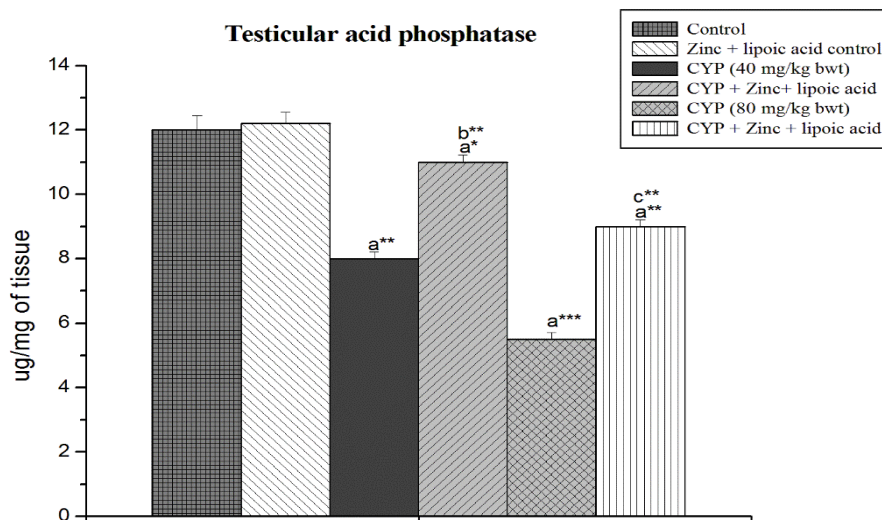 Testicular acid phosphatase
Control
Zinc + lipoic acid control
CYP (40 mg/kg bwt)
CYP + Zinc+ lipoic acid
CYP (80 mg/kg bwt)
CYP + Zinc + lipoic acid
ug/mg of tissue
14
12
10
8
6
4
2
0
a**
b**
a*
a***
c**
a**